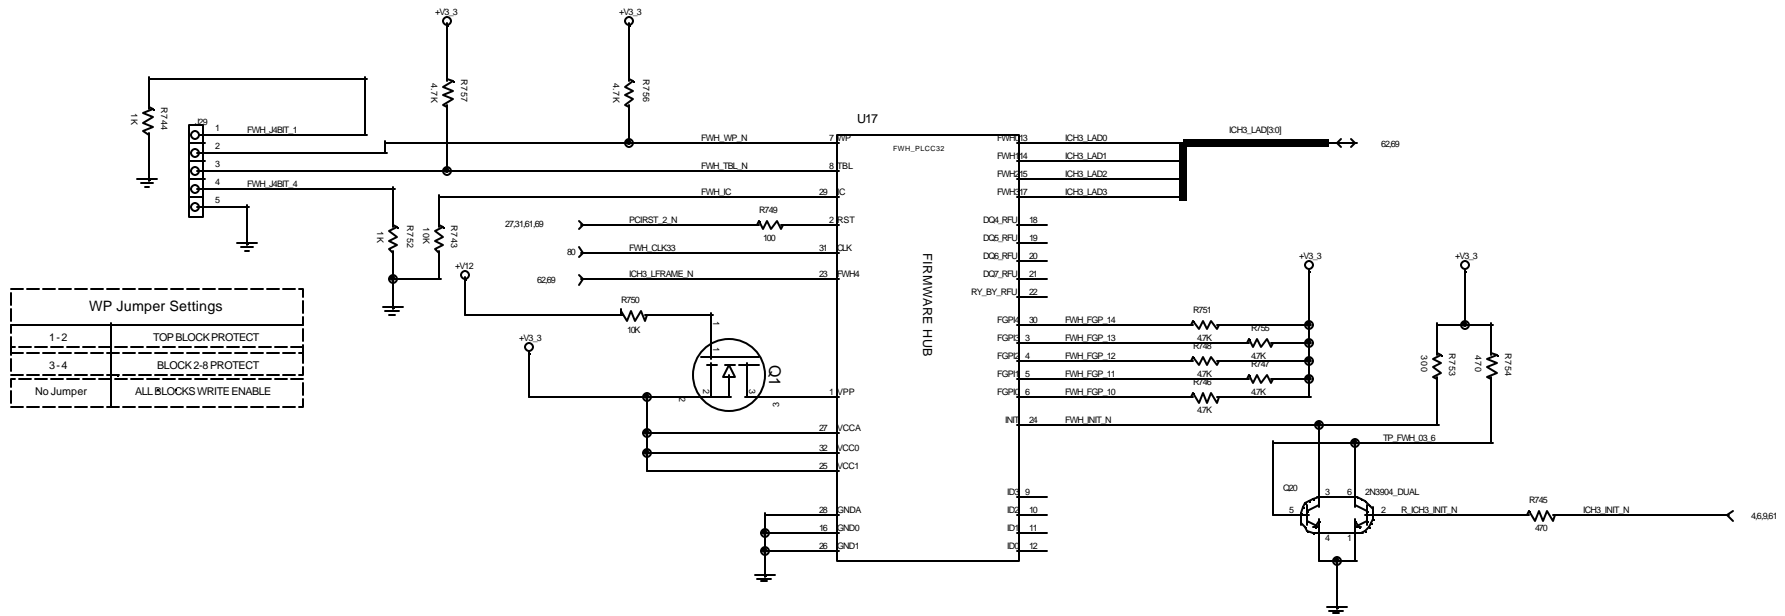 +V3_3
+V3_3
+V3_3
+V3_3
+V3_3
+V12
R744
1K
R757
4.7K
R756
4.7K
J29
1
FWH_J4BIT_1
2
3
4
FWH_J4BIT_4
5
R752
1K
R743
10K
FWH_WP_N
7
WP
FWH_TBL_N
8
TBL
FWH_IC
29
IC
27,31,61,69
PCIRST_2_N
R749
100
2
RST
80
FWH_CLK33
31
CLK
62,69
ICH3_LFRAME_N
23
FWH4
R750
10K
Q1
1
1
2
2
3
3
1
VPP
27
VCCA
32
VCC0
25
VCC1
28
GNDA
16
GND0
26
GND1
U17
FWH_PLCC32
FIRMWARE HUB
FWH0
13
ICH3_LAD0
FWH1
14
ICH3_LAD1
FWH2
15
ICH3_LAD2
FWH3
17
ICH3_LAD3
ICH3_LAD[3:0]
62,69
DQ4_RFU
18
DQ5_RFU
19
DQ6_RFU
20
DQ7_RFU
21
RY_BY_RFU
22
FGPI4
30
FWH_FGP_14
R751
4.7K
FGPI3
3
FWH_FGP_13
R755
4.7K
FGPI2
4
FWH_FGP_12
R748
4.7K
FGPI1
5
FWH_FGP_11
R747
4.7K
FGPI0
6
FWH_FGP_10
R746
4.7K
INIT
24
FWH_INIT_N
R753
300
R754
470
TP_FWH_03_6
Q20
2N3904_DUAL
3
6
5
2
4
1
R_ICH3_INIT_N
R745
470
ICH3_INIT_N
4,6,9,61
ID3
9
ID2
10
ID1
11
ID0
12
WP Jumper Settings
1-2
TOP BLOCK PROTECT
3-4
BLOCK 2-8 PROTECT
No Jumper
ALL BLOCKS WRITE ENABLE